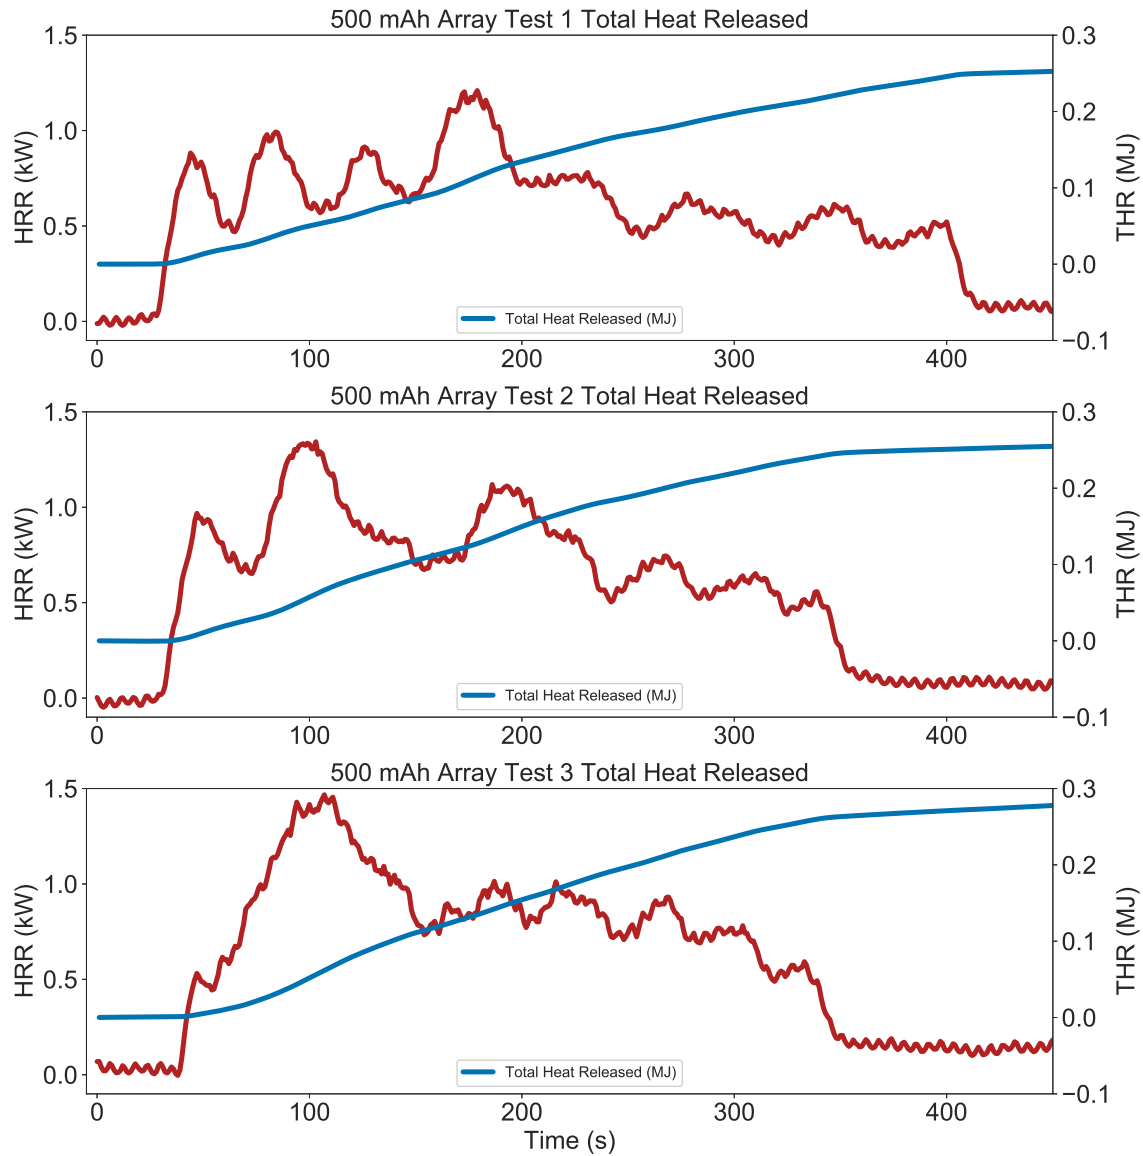 500 mAh Array Test 1 Total Heat Released
1.5
1.0
0.5
0.0
HRR (kW)
0.3
0.2
0.1
0.0
−0.1
THR (MJ)
Total Heat Released (MJ)
0 100 200 300 400
500 mAh Array Test 2 Total Heat Released
1.5
1.0
0.5
0.0
HRR (kW)
0.3
0.2
0.1
0.0
−0.1
THR (MJ)
Total Heat Released (MJ)
0 100 200 300 400
500 mAh Array Test 3 Total Heat Released
1.5
1.0
0.5
0.0
HRR (kW)
0.3
0.2
0.1
0.0
−0.1
THR (MJ)
Total Heat Released (MJ)
0 100 200 300 400
Time (s)